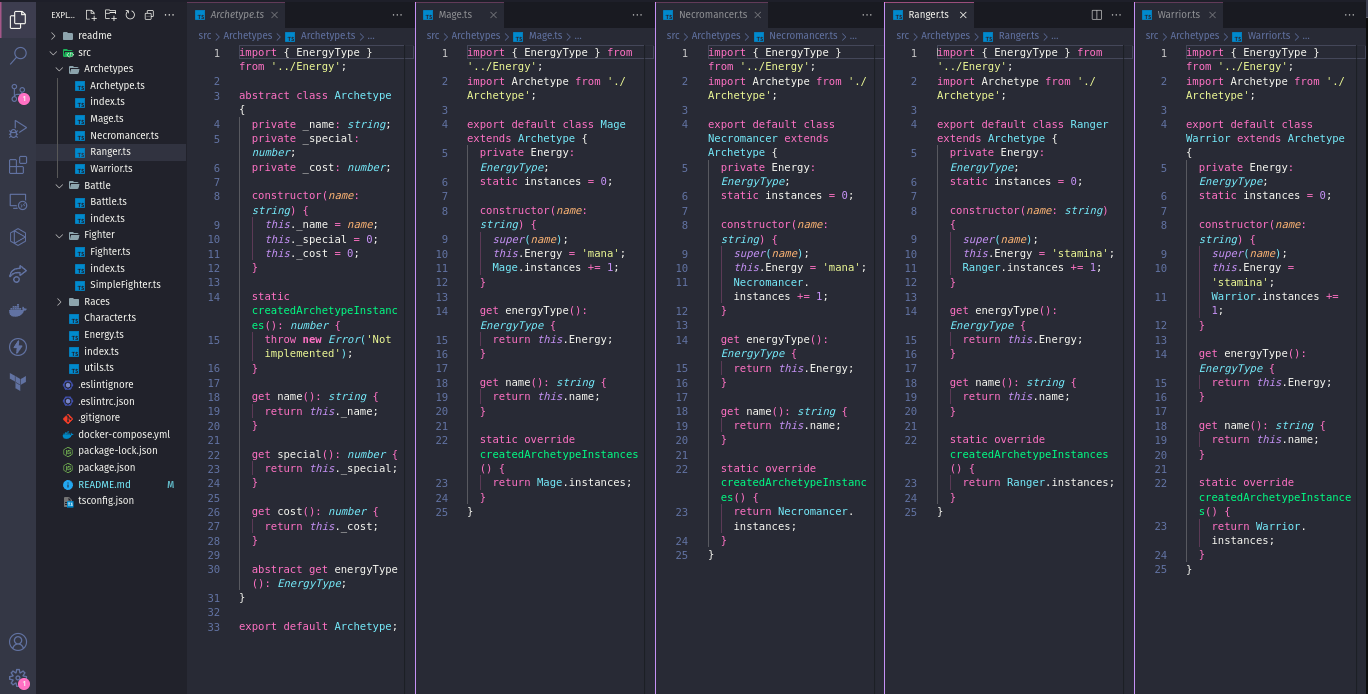 EXPL...
readme
src
Archetypes
Archetype.ts
index.ts
Mage.ts
Necromancer.ts
Ranger.ts
Warrior.ts
Battle
Battle.ts
index.ts
Fighter
Fighter.ts
index.ts
SimpleFighter.ts
Races
Character.ts
Energy.ts
index.ts
utils.ts
.eslintignore
.eslintrc.json
.gitignore
docker-compose.yml
package-lock.json
package.json
README.md M
tsconfig.json
1
1
Archetype.ts
src > Archetypes > Archetype.ts > ...
1 import { EnergyType }
from '../Energy';
2
3 abstract class Archetype
{
4 private _name: string;
5 private _special:
number;
6 private _cost: number;
7
8 constructor(name:
string) {
9 this._name = name;
10 this._special = 0;
11 this._cost = 0;
12 }
13
14 static
createdArchetypeInstanc
es(): number {
15 throw new Error('Not
implemented');
16 }
17
18 get name(): string {
19 return this._name;
20 }
21
22 get special(): number {
23 return this._special;
24 }
25
26 get cost(): number {
27 return this._cost;
28 }
29
30 abstract get energyType
(): EnergyType;
31 }
32
33 export default Archetype;
Mage.ts
src > Archetypes > Mage.ts > ...
1 import { EnergyType } from
'../Energy';
2 import Archetype from './
Archetype';
3
4 export default class Mage
extends Archetype {
5 private Energy:
EnergyType;
6 static instances = 0;
7
8 constructor(name:
string) {
9 super(name);
10 this.Energy = 'mana';
11 Mage.instances += 1;
12 }
13
14 get energyType():
EnergyType {
15 return this.Energy;
16 }
17
18 get name(): string {
19 return this.name;
20 }
21
22 static override
createdArchetypeInstances
() {
23 return Mage.instances;
24 }
25 }
Necromancer.ts
src > Archetypes > Necromancer.ts > ...
1 import { EnergyType }
from '../Energy';
2 import Archetype from './
Archetype';
3
4 export default class
Necromancer extends
Archetype {
5 private Energy:
EnergyType;
6 static instances = 0;
7
8 constructor(name:
string) {
9 super(name);
10 this.Energy = 'mana';
11 Necromancer.
instances += 1;
12 }
13
14 get energyType():
EnergyType {
15 return this.Energy;
16 }
17
18 get name(): string {
19 return this.name;
20 }
21
22 static override
createdArchetypeInstanc
es() {
23 return Necromancer.
instances;
24 }
25 }
Ranger.ts
src > Archetypes > Ranger.ts > ...
1 import { EnergyType } from
'../Energy';
2 import Archetype from './
Archetype';
3
4 export default class Ranger
extends Archetype {
5 private Energy:
EnergyType;
6 static instances = 0;
7
8 constructor(name: string)
{
9 super(name);
10 this.Energy = 'stamina';
11 Ranger.instances += 1;
12 }
13
14 get energyType():
EnergyType {
15 return this.Energy;
16 }
17
18 get name(): string {
19 return this.name;
20 }
21
22 static override
createdArchetypeInstances
() {
23 return Ranger.instances;
24 }
25 }
Warrior.ts
src > Archetypes > Warrior.ts > ...
1 import { EnergyType }
from '../Energy';
2 import Archetype from './
Archetype';
3
4 export default class
Warrior extends Archetype
{
5 private Energy:
EnergyType;
6 static instances = 0;
7
8 constructor(name:
string) {
9 super(name);
10 this.Energy =
'stamina';
11 Warrior.instances +=
1;
12 }
13
14 get energyType():
EnergyType {
15 return this.Energy;
16 }
17
18 get name(): string {
19 return this.name;
20 }
21
22 static override
createdArchetypeInstance
s() {
23 return Warrior.
instances;
24 }
25 }